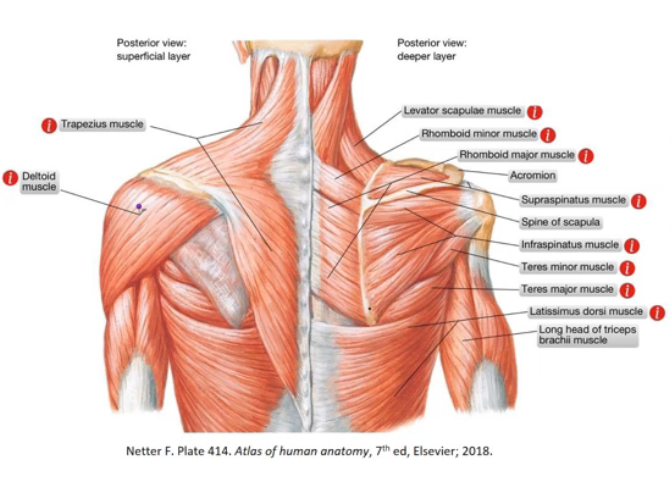 Posterior view:
superficial layer
Posterior view:
deeper layer
i Trapezius muscle
i Deltoid
muscle
Levator scapulae muscle i
Rhomboid minor muscle i
Rhomboid major muscle i
Acromion
Supraspinatus muscle i
Spine of scapula
Infraspinatus muscle i
Teres minor muscle i
Teres major muscle i
Latissimus dorsi muscle i
Long head of triceps
brachii muscle
Netter F. Plate 414. Atlas of human anatomy, 7th ed, Elsevier; 2018.